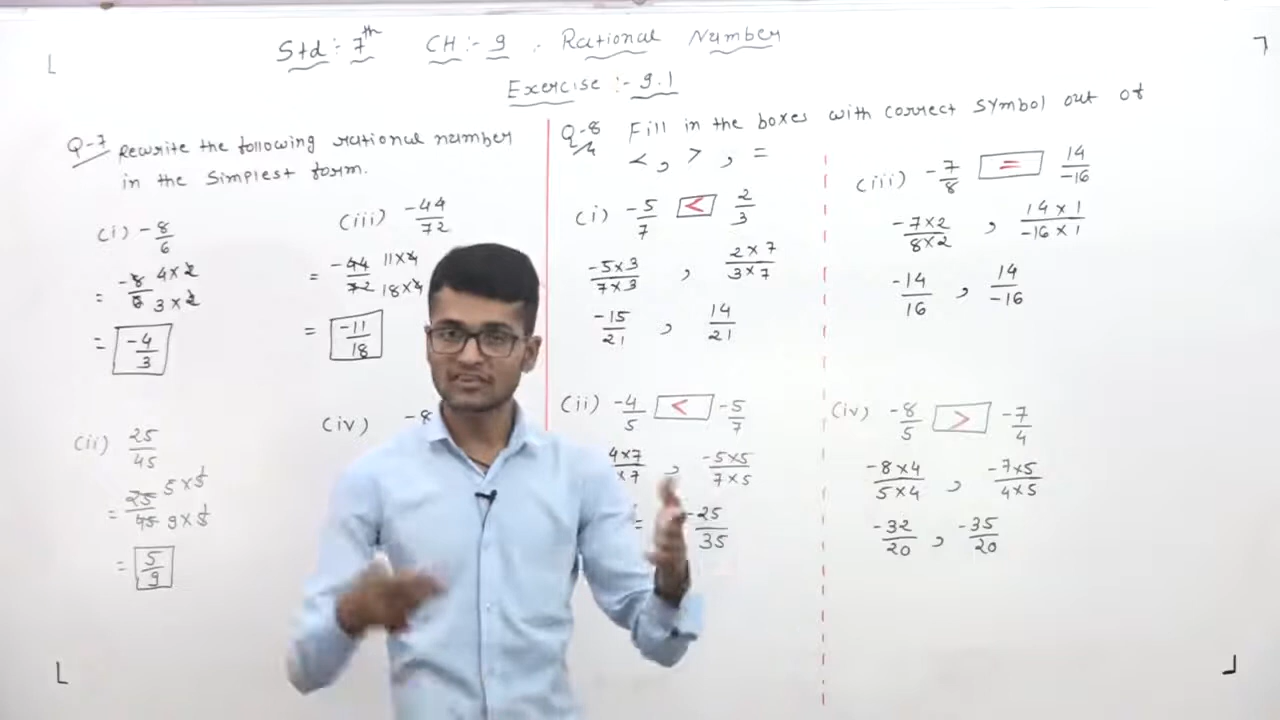 Std :- 7th CH :- 9 . Rational Number
Exercise :- 9.1
Q-7 Rewrite the following rational number
in the simplest form.
(i) -8/6
= -8/6 4×2/3×2
= -4/3
(ii) 25/45
= 25/45 5×5/9×5
= 5/9
(iii) -44/72
= -44/72 11×4/18×4
= -11/18
(iv) -8
Q-8 Fill in the boxes with correct symbol out of
<, >, =
(i) -5/7 < 2/3
-5×3/7×3 , 2×7/3×7
-15/21 , 14/21
(ii) -4/5 < -5/7
4×7/×7 , -5×5/7×5
= -25/35
(iii) -7/8 = 14/-16
-7×2/8×2 , 14×1/-16×1
-14/16 , 14/-16
(iv) -8/5 > -7/4
-8×4/5×4 , -7×5/4×5
-32/20 , -35/20